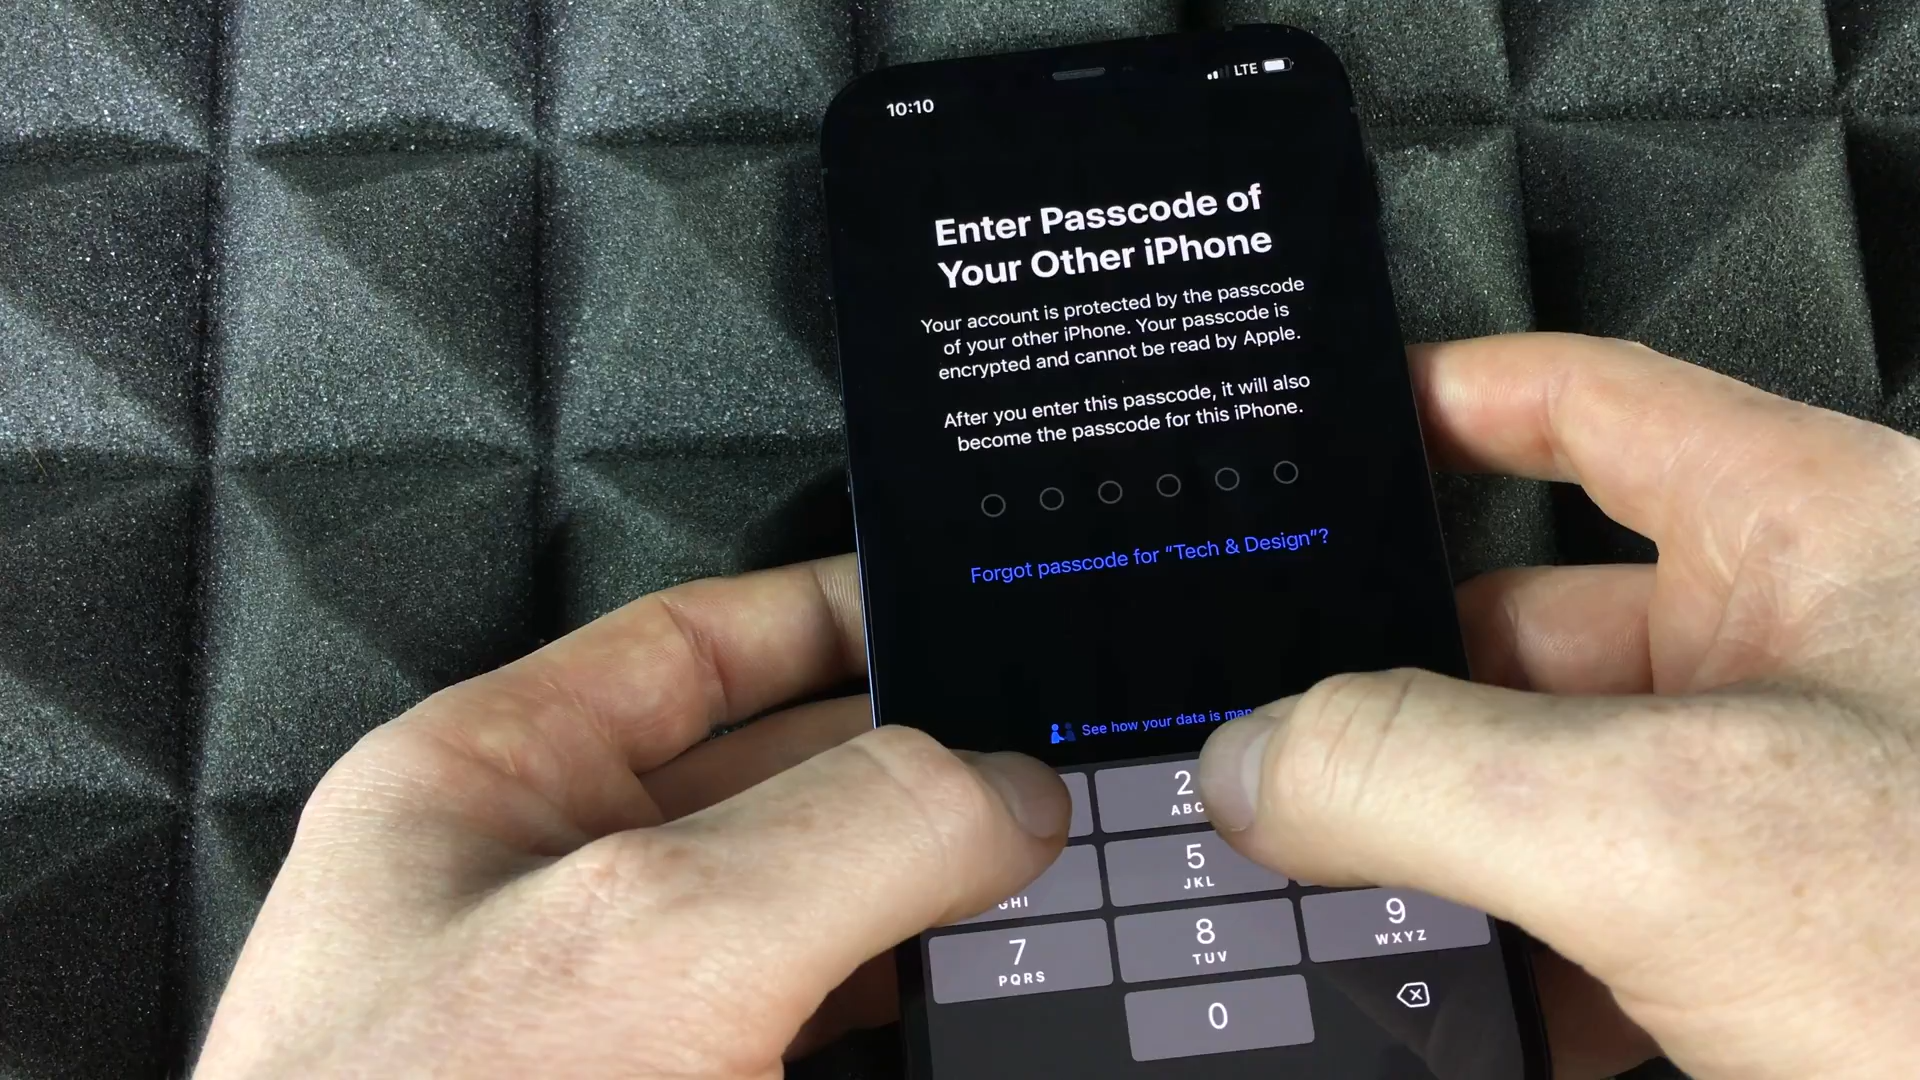 10:10
LTE
Enter Passcode of
Your Other iPhone
Your account is protected by the passcode
of your other iPhone. Your passcode is
encrypted and cannot be read by Apple.
After you enter this passcode, it will also
become the passcode for this iPhone.
Forgot passcode for “Tech & Design”?
See how your data is
2
ABC
5
JKL
GHI
7
PQRS
8
TUV
9
WXYZ
0